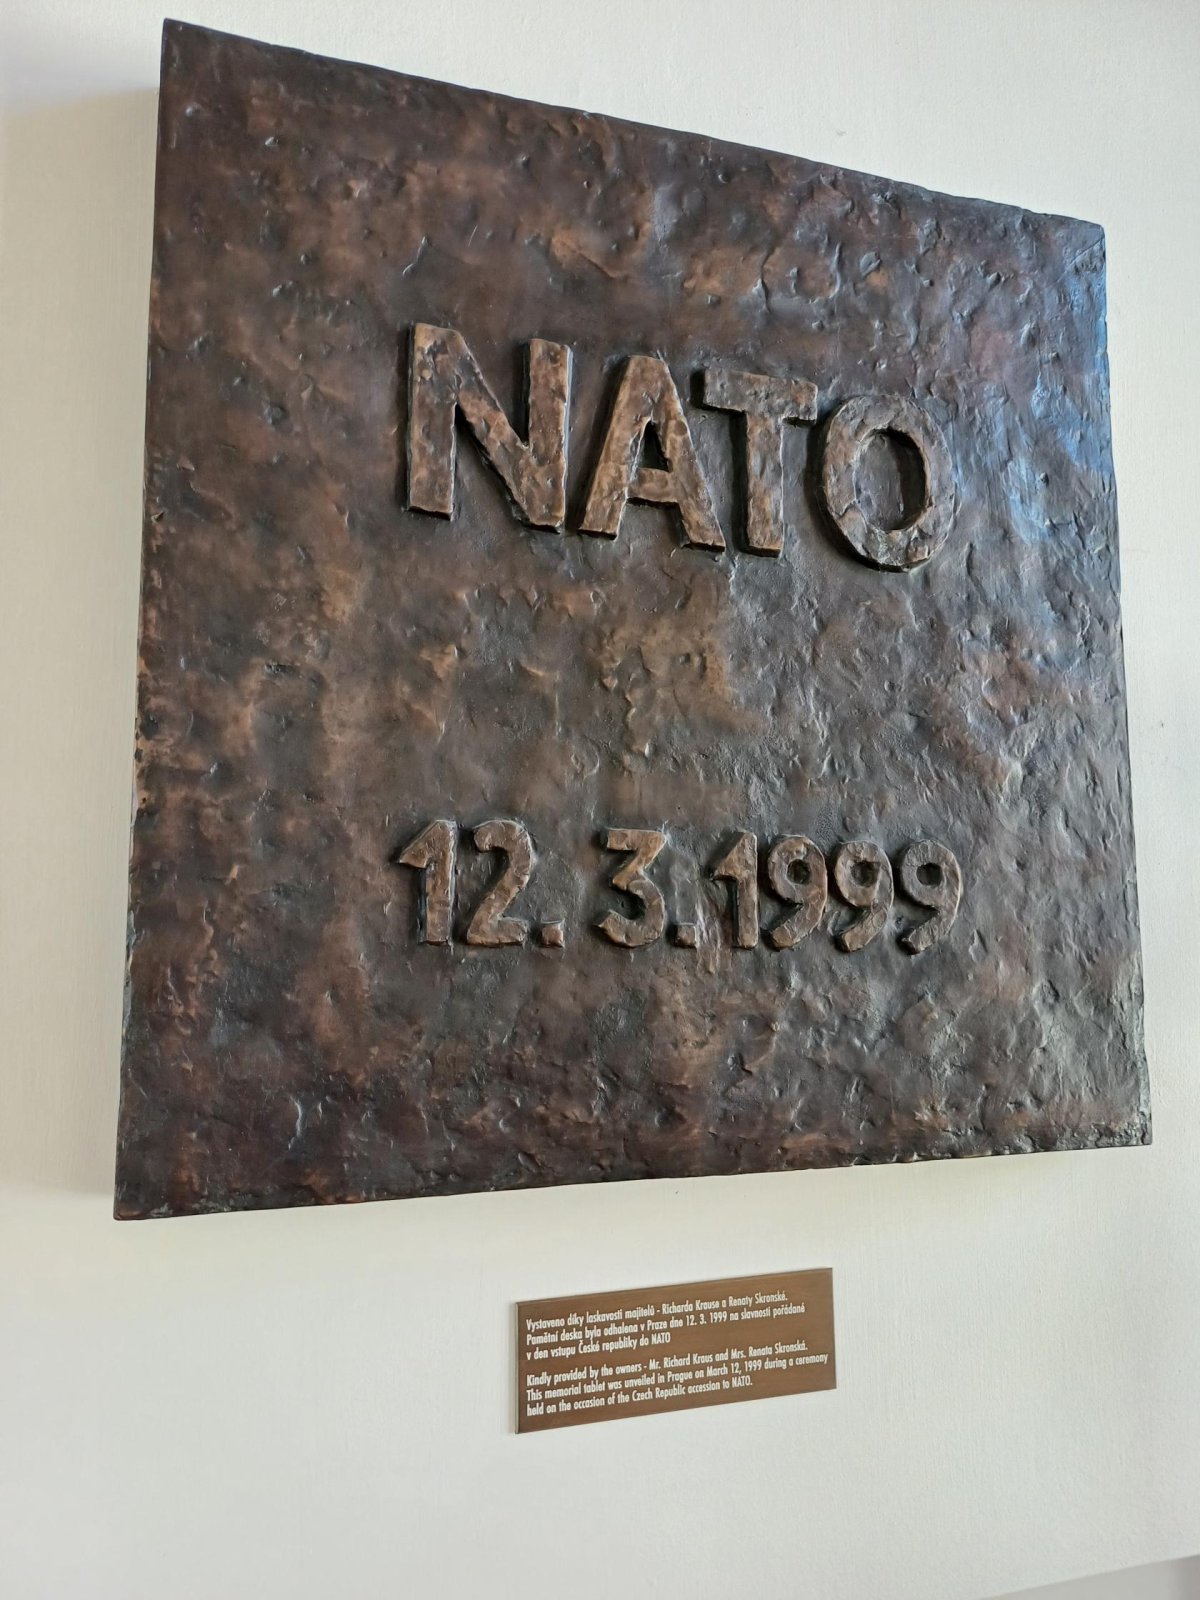 NATO
12. 3. 1999
Vystaveno díky laskavosti majitelů - Richarda Krause a Renaty Skronské.
Pamětní deska byla odhalena v Praze dne 12. 3. 1999 na slavnosti pořádané
v den vstupu České republiky do NATO
Kindly provided by the owners - Mr. Richard Kraus and Mrs. Renata Skronská.
This memorial tablet was unveiled in Prague on March 12, 1999 during a ceremony
held on the occasion of the Czech Republic accession to NATO.